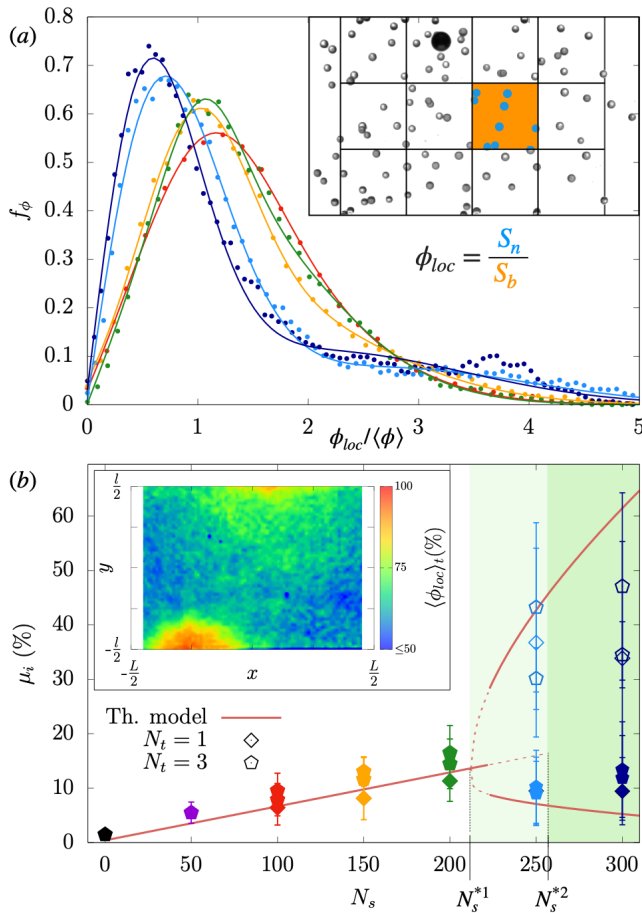 (a)
0.8
0.7
0.6
0.5
0.4
0.3
0.2
0.1
0
f_ϕ
ϕ_loc = S_n / S_b
0 1 2 3 4 5
ϕ_loc/⟨ϕ⟩
(b)
60
50
40
30
20
10
0
μ_i (%)
l/2
y
-l/2
-L/2 x L/2
100
75
≤50
⟨ϕ_loc⟩_t(%)
Th. model
N_t = 1
N_t = 3
0 50 100 150 200 250 300
N_s N_s^{*1} N_s^{*2}